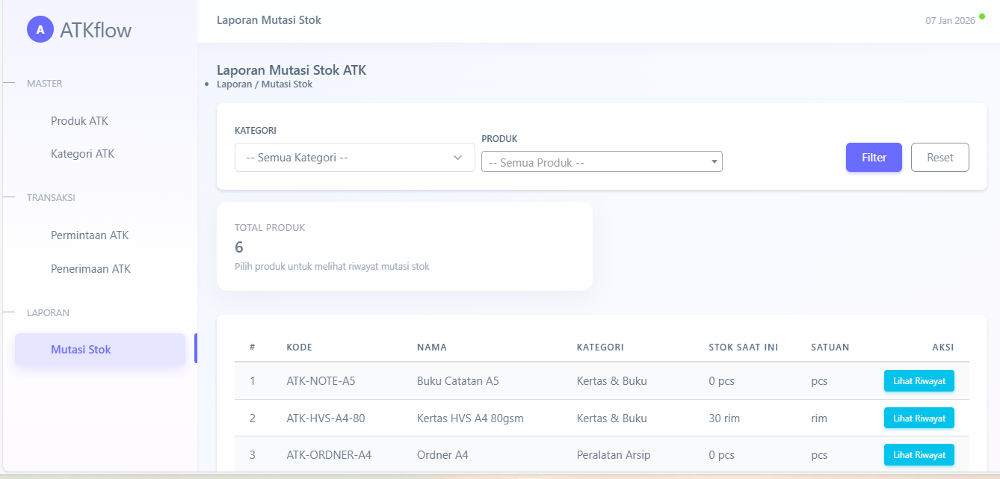 A ATKflow
MASTER
Produk ATK
Kategori ATK
TRANSAKSI
Permintaan ATK
Penerimaan ATK
LAPORAN
Mutasi Stok
Laporan Mutasi Stok
07 Jan 2026
Laporan Mutasi Stok ATK
• Laporan / Mutasi Stok
KATEGORI
-- Semua Kategori --
PRODUK
-- Semua Produk --
Filter
Reset
TOTAL PRODUK
6
Pilih produk untuk melihat riwayat mutasi stok
# KODE NAMA KATEGORI STOK SAAT INI SATUAN AKSI
1 ATK-NOTE-A5 Buku Catatan A5 Kertas & Buku 0 pcs pcs Lihat Riwayat
2 ATK-HVS-A4-80 Kertas HVS A4 80gsm Kertas & Buku 30 rim rim Lihat Riwayat
3 ATK-ORDNER-A4 Ordner A4 Peralatan Arsip 0 pcs pcs Lihat Riwayat